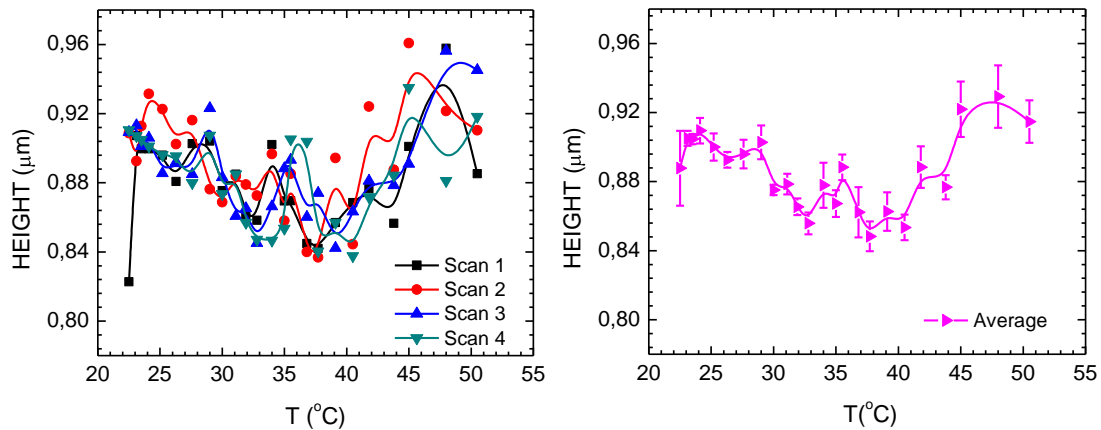 0,96
0,92
0,88
0,84
0,80
HEIGHT (μm)
Scan 1
Scan 2
Scan 3
Scan 4
20 25 30 35 40 45 50 55
T (°C)
0,96
0,92
0,88
0,84
0,80
HEIGHT (μm)
Average
20 25 30 35 40 45 50 55
T(°C)